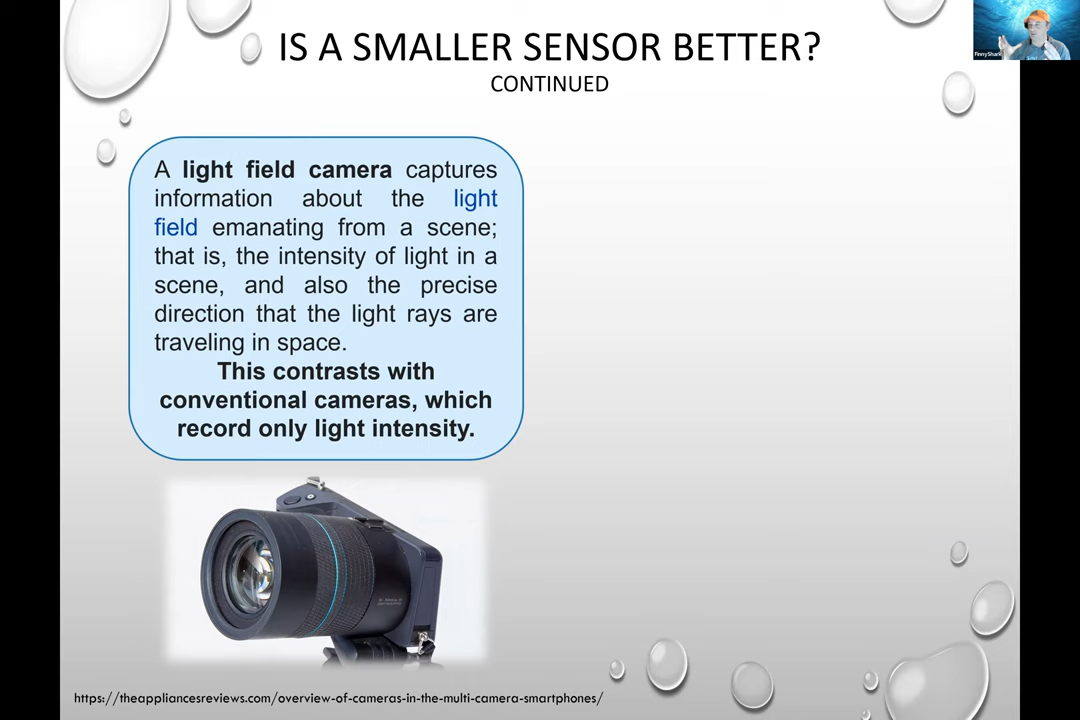 IS A SMALLER SENSOR BETTER?
CONTINUED
FinnyShark
A light field camera captures
information about the light
field emanating from a scene;
that is, the intensity of light in a
scene, and also the precise
direction that the light rays are
traveling in space.
This contrasts with
conventional cameras, which
record only light intensity.
https://theappliancesreviews.com/overview-of-cameras-in-the-multi-camera-smartphones/